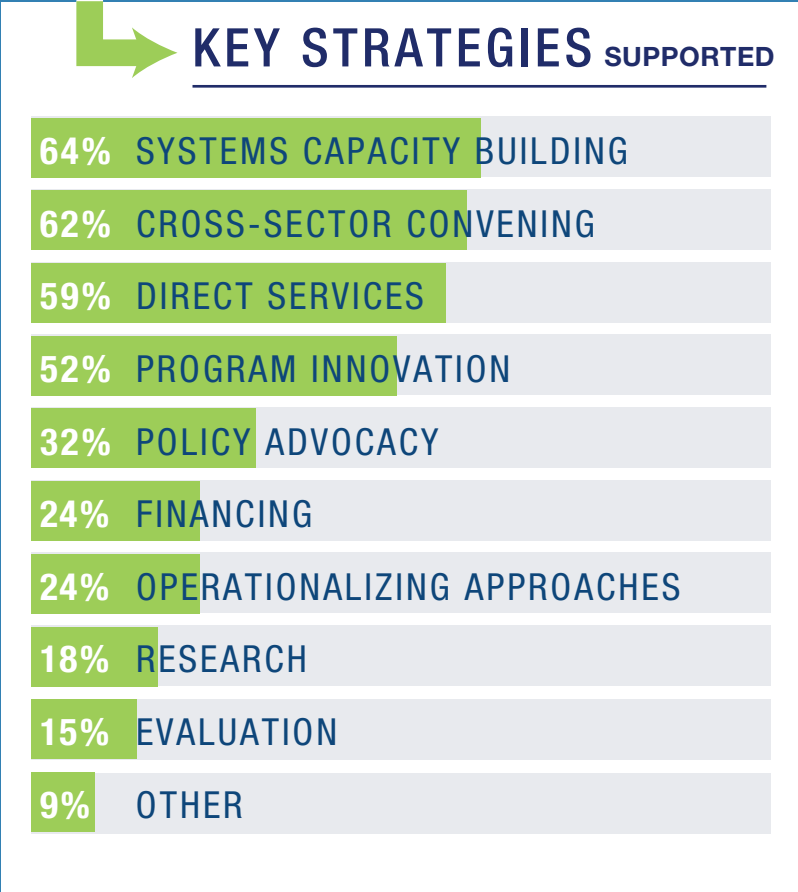 KEY STRATEGIES SUPPORTED
64% SYSTEMS CAPACITY BUILDING
62% CROSS-SECTOR CONVENING
59% DIRECT SERVICES
52% PROGRAM INNOVATION
32% POLICY ADVOCACY
24% FINANCING
24% OPERATIONALIZING APPROACHES
18% RESEARCH
15% EVALUATION
9% OTHER